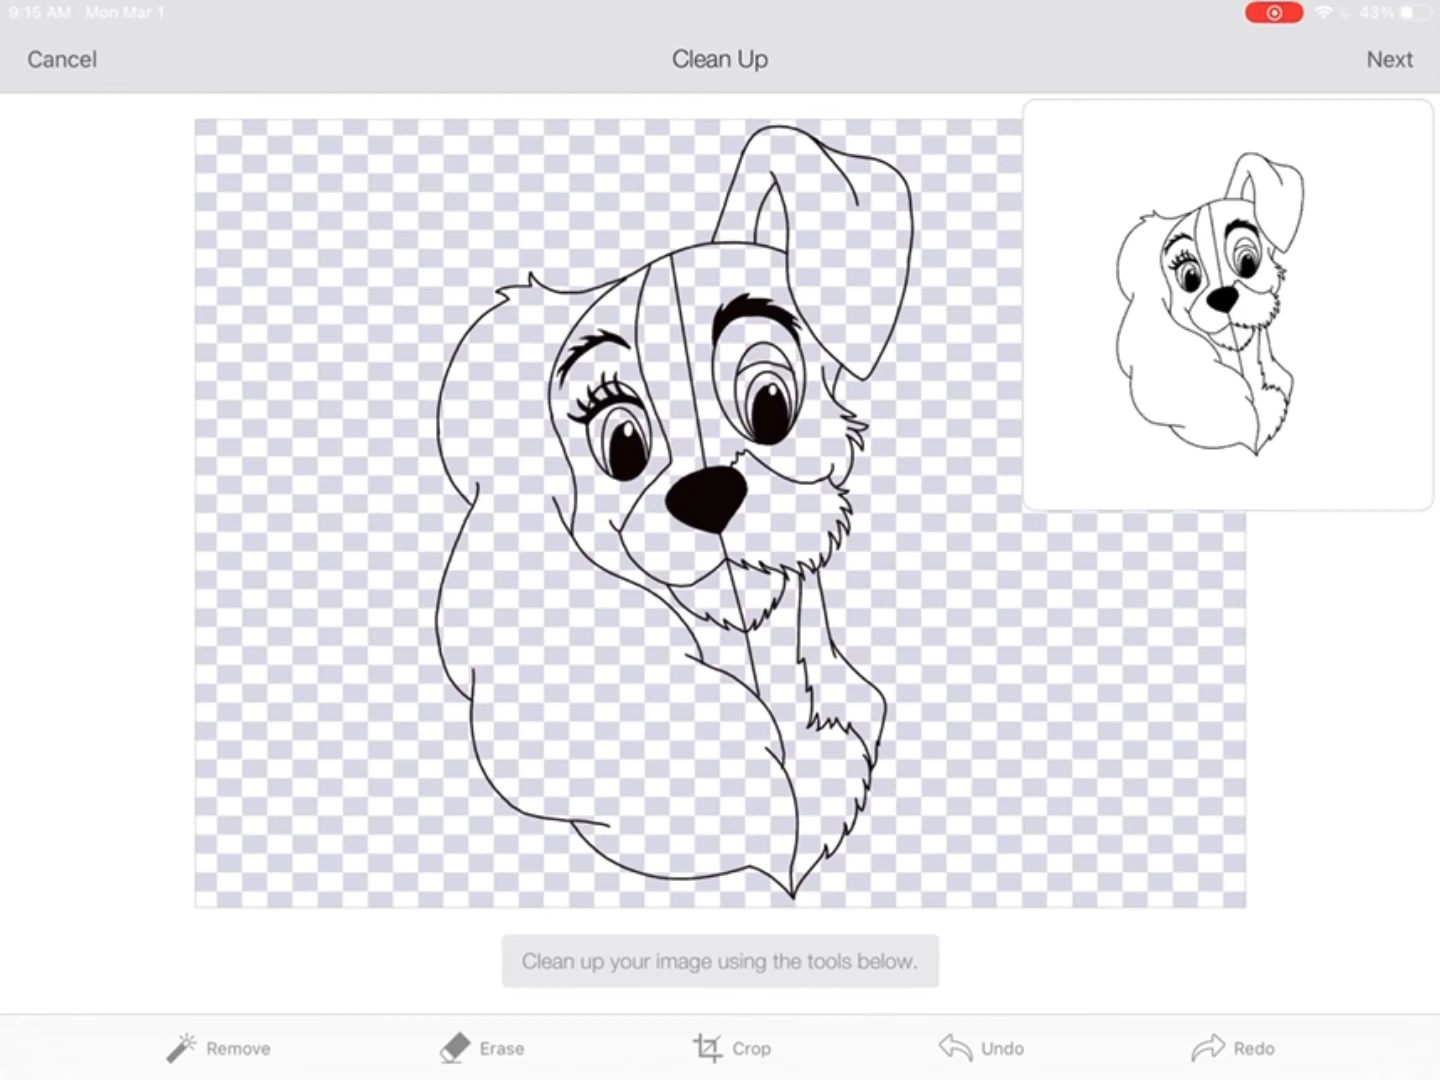 9:15 AM Mon Mar 1
43%
Cancel
Clean Up
Next
Clean up your image using the tools below.
Remove
Erase
Crop
Undo
Redo